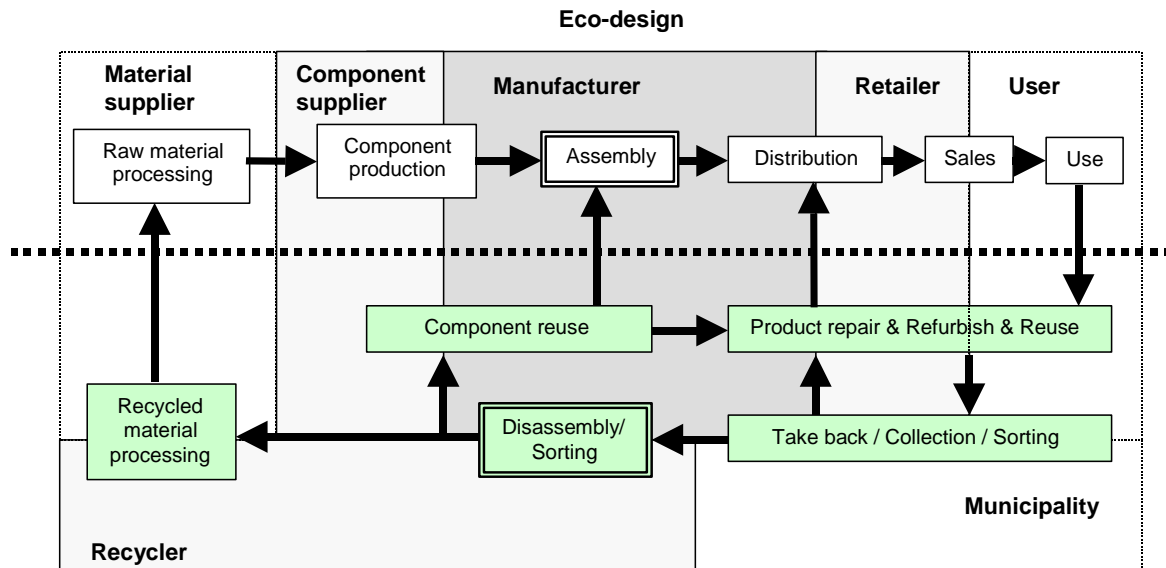 Eco-design
Material
supplier
Component
supplier
Manufacturer
Retailer
User
Raw material
processing
Component
production
Assembly
Distribution
Sales
Use
Component reuse
Product repair & Refurbish & Reuse
Recycled
material
processing
Disassembly/
Sorting
Take back / Collection / Sorting
Municipality
Recycler